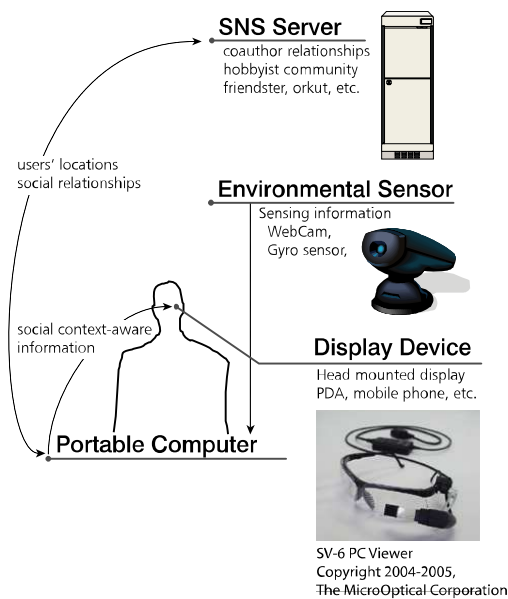 SNS Server
coauthor relationships
hobbyist community
friendster, orkut, etc.
users' locations
social relationships
Environmental Sensor
Sensing information
WebCam,
Gyro sensor,
social context-aware
information
Display Device
Head mounted display
PDA, mobile phone, etc.
Portable Computer
SV-6 PC Viewer
Copyright 2004-2005,
The MicroOptical Corporation